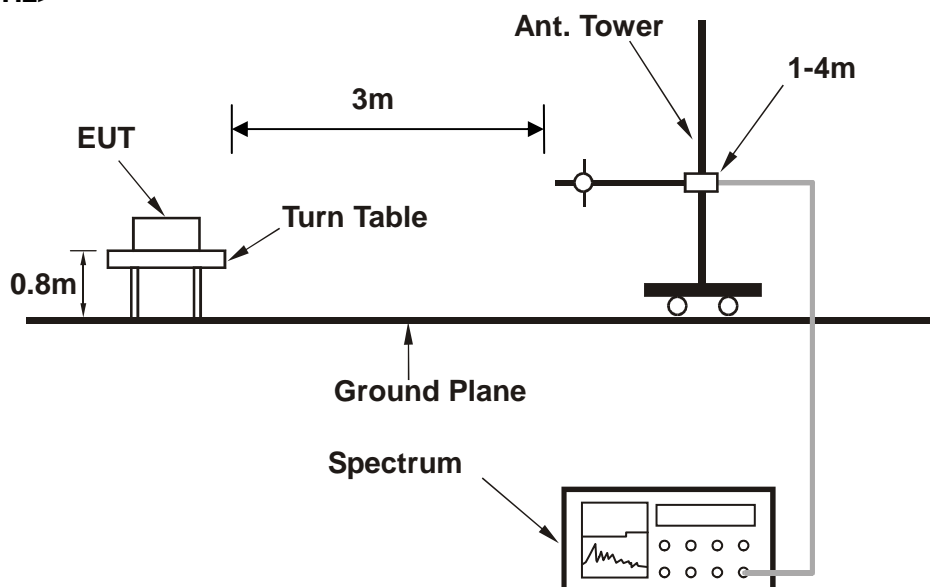 Ant. Tower
1-4m
3m
EUT
Turn Table
0.8m
Ground Plane
Spectrum